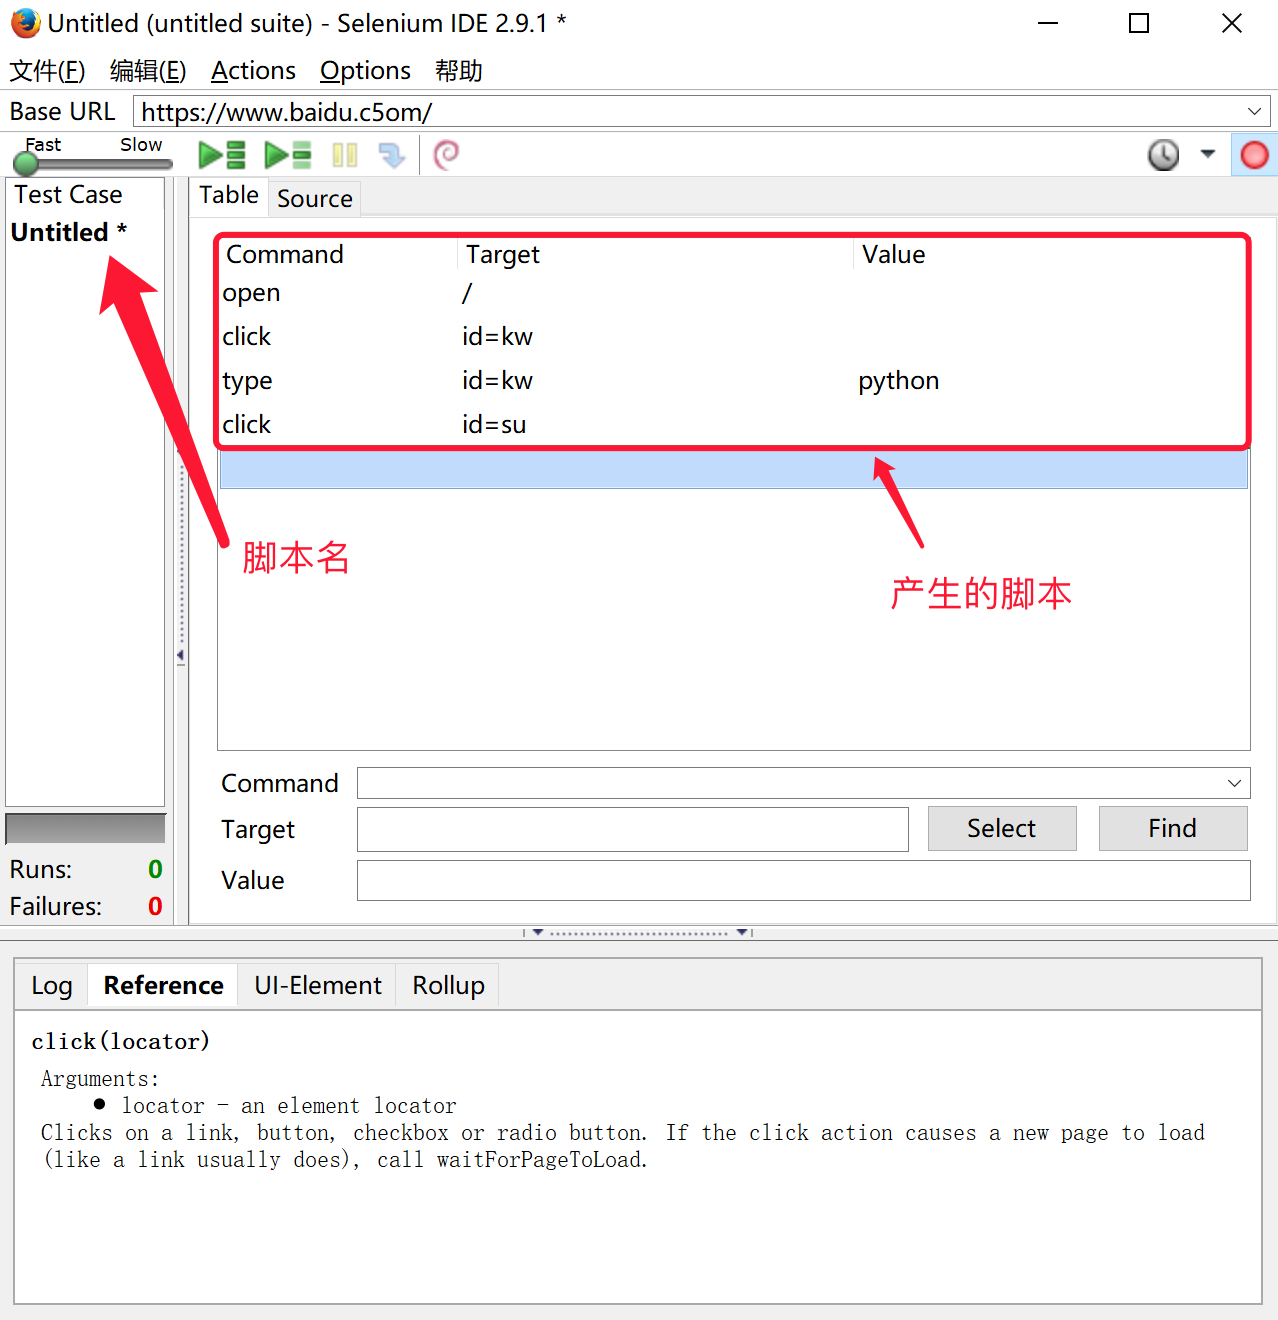 Untitled (untitled suite) - Selenium IDE 2.9.1 *
文件(F) 编辑(E) Actions Options 帮助
Base URL https://www.baidu.c5om/
Fast Slow
Test Case
Untitled *
Table Source
Command Target Value
open /
click id=kw
type id=kw python
click id=su
脚本名
产生的脚本
Command
Target Select Find
Value
Runs: 0
Failures: 0
Log Reference UI-Element Rollup
click(locator)
Arguments:
● locator - an element locator
Clicks on a link, button, checkbox or radio button. If the click action causes a new page to load
(like a link usually does), call waitForPageToLoad.